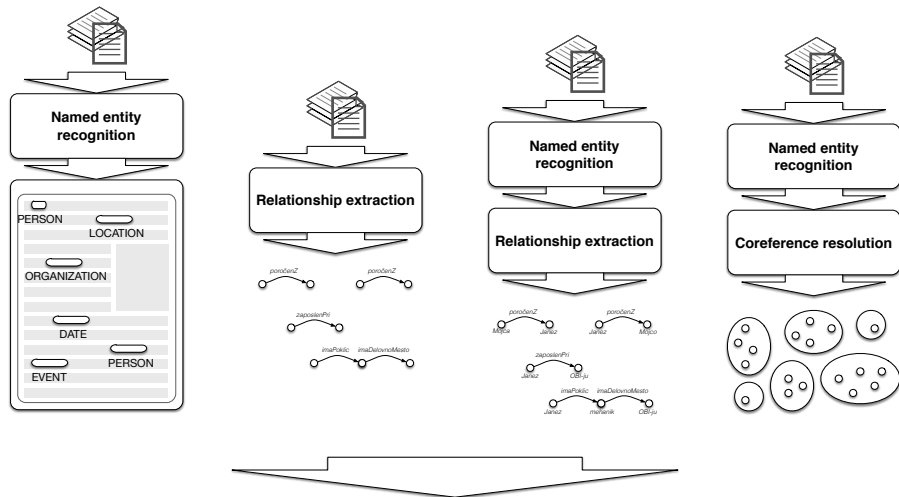 Named entity
recognition
PERSON
LOCATION
ORGANIZATION
DATE
PERSON
EVENT
Relationship extraction
poročenZ
poročenZ
zaposlenPri
imaPoklic imaDelovnoMesto
Named entity
recognition
Relationship extraction
poročenZ
poročenZ
Mojca Janez Janez Mojco
zaposlenPri
Janez OBI-ju
imaPoklic imaDelovnoMesto
Janez mehanik OBI-ju
Named entity
recognition
Coreference resolution